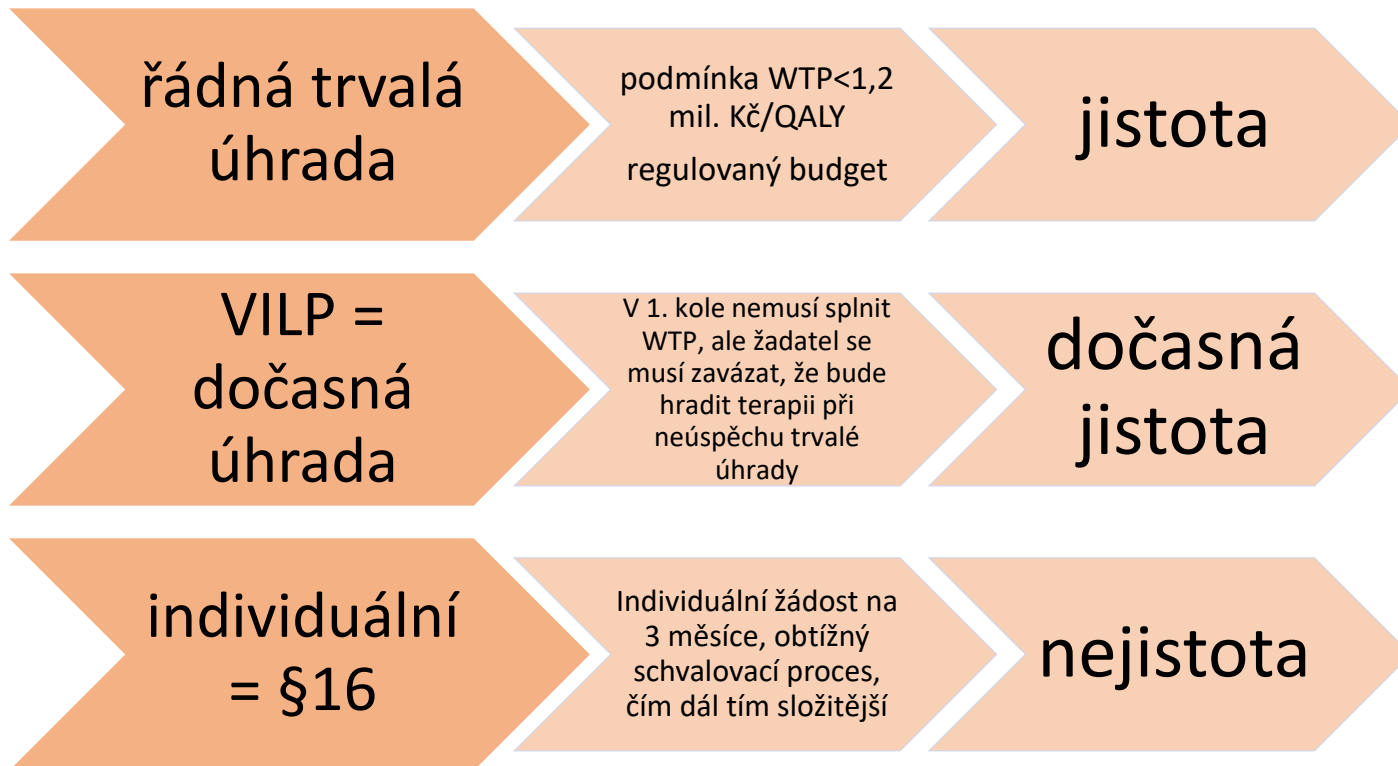 řádná trvalá
úhrada
podmínka WTP<1,2
mil. Kč/QALY
regulovaný budget
jistota
VILP =
dočasná
úhrada
V 1. kole nemusí splnit
WTP, ale žadatel se
musí zavázat, že bude
hradit terapii při
neúspěchu trvalé
úhrady
dočasná
jistota
individuální
= §16
Individuální žádost na
3 měsíce, obtížný
schvalovací proces,
čím dál tím složitější
nejistota